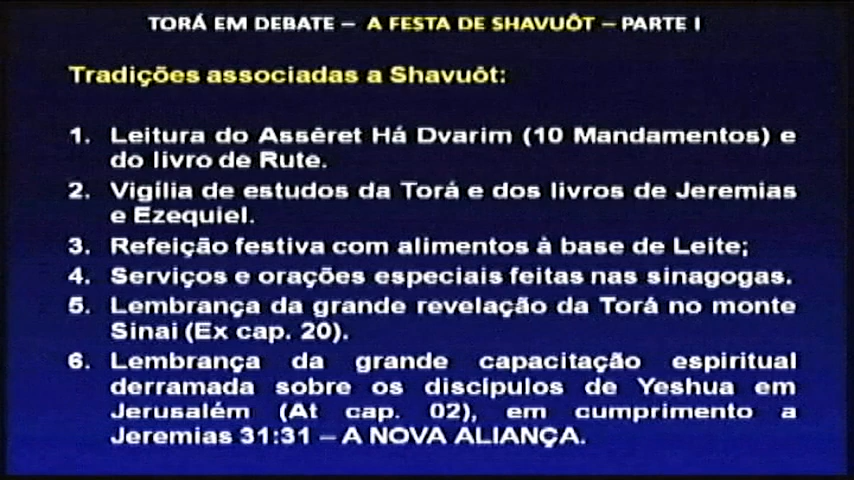 TORÁ EM DEBATE – A FESTA DE SHAVUÔT – PARTE I
Tradições associadas a Shavuôt:
1. Leitura do Assêret Há Dvarim (10 Mandamentos) e
do livro de Rute.
2. Vigília de estudos da Torá e dos livros de Jeremias
e Ezequiel.
3. Refeição festiva com alimentos à base de Leite;
4. Serviços e orações especiais feitas nas sinagogas.
5. Lembrança da grande revelação da Torá no monte
Sinai (Ex cap. 20).
6. Lembrança da grande capacitação espiritual
derramada sobre os discípulos de Yeshua em
Jerusalém (At cap. 02), em cumprimento a
Jeremias 31:31 – A NOVA ALIANÇA.